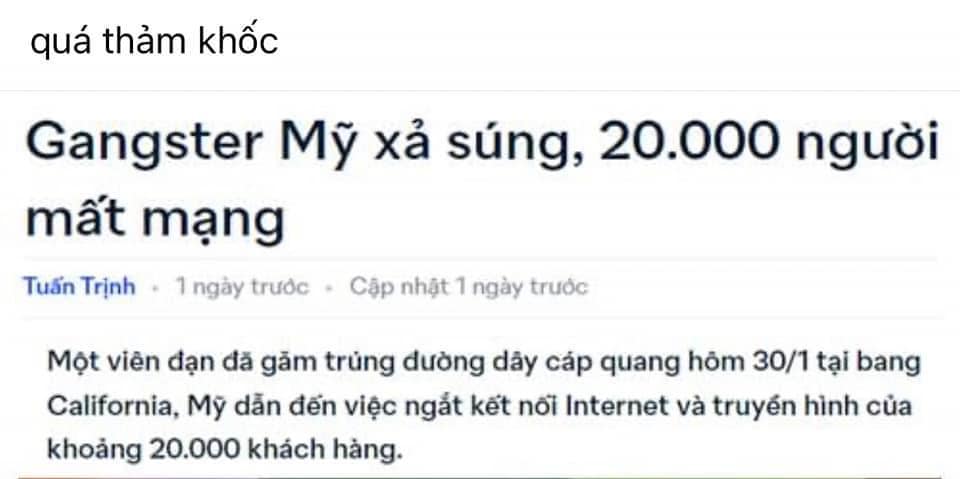 quá thảm khốc
Gangster Mỹ xả súng, 20.000 người
mất mạng
Tuấn Trịnh • 1 ngày trước • Cập nhật 1 ngày trước
Một viên đạn đã găm trúng đường dây cáp quang hôm 30/1 tại bang
California, Mỹ dẫn đến việc ngắt kết nối Internet và truyền hình của
khoảng 20.000 khách hàng.